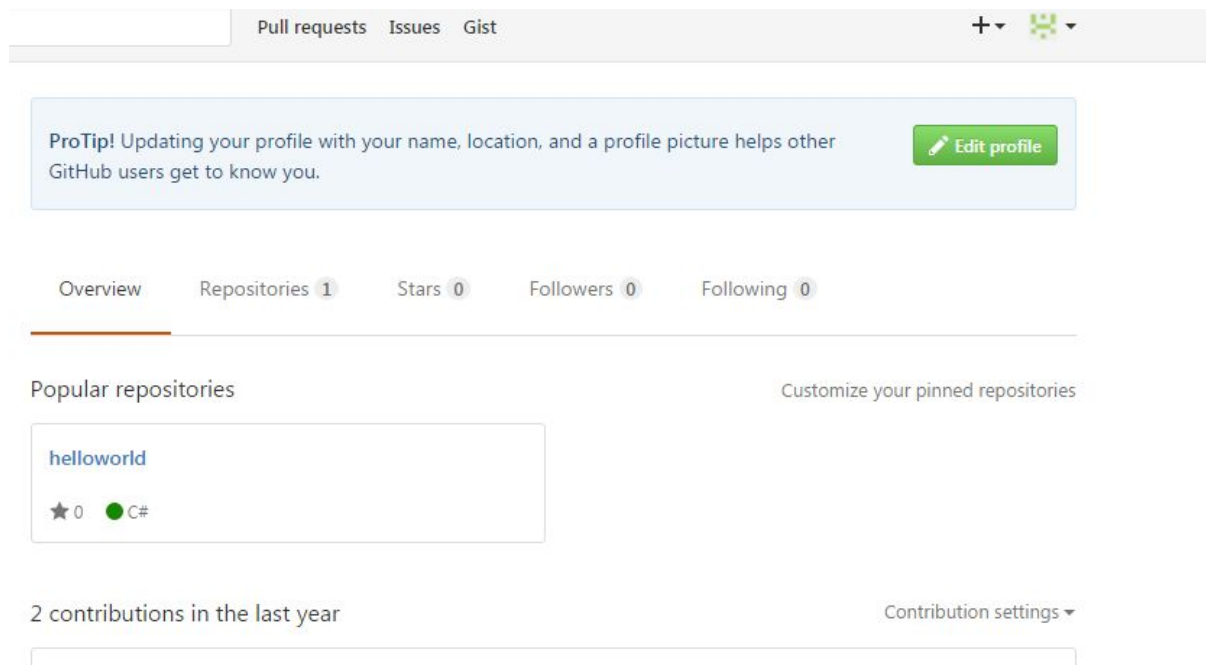 Pull requests Issues Gist
ProTip! Updating your profile with your name, location, and a profile picture helps other
GitHub users get to know you.
Edit profile
Overview Repositories 1 Stars 0 Followers 0 Following 0
Popular repositories Customize your pinned repositories
helloworld
0 C#
2 contributions in the last year Contribution settings